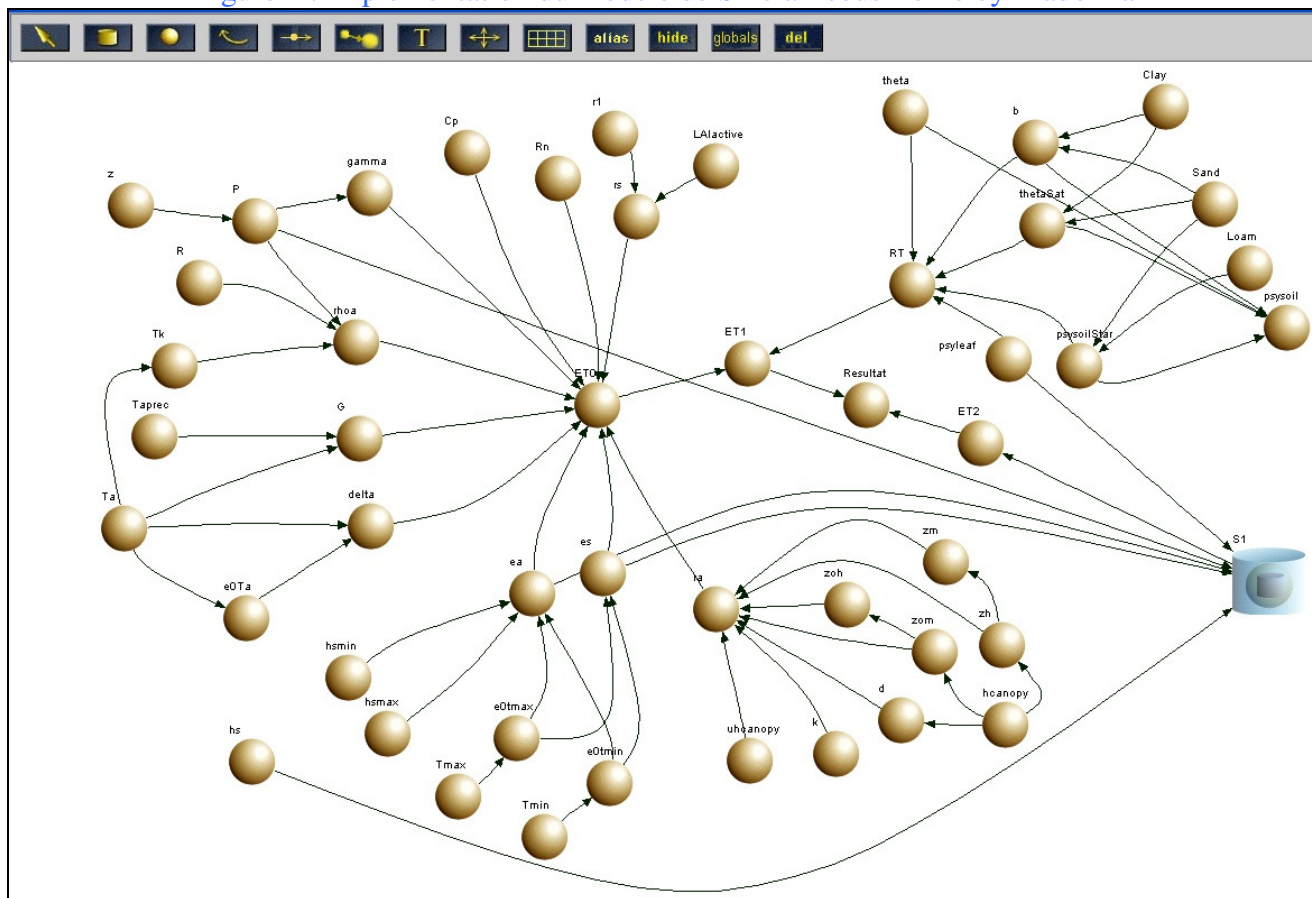 T
alias
hide
globals
del
theta
Clay
b
r1
Cp
Rn
LAIactive
gamma
z
P
rs
Sand
thetaSat
R
RT
Loam
rhoa
psysoil
Tk
ET1
psyleaf
psysoilStar
ET0
Resultat
Taprec
G
ET2
Ta
delta
zm
S1
es
ea
zoh
ra
e0Ta
zom
zh
hsmin
hcanopy
hsmax
e0tmax
d
uhcanopy
k
hs
e0tmin
Tmax
Tmin